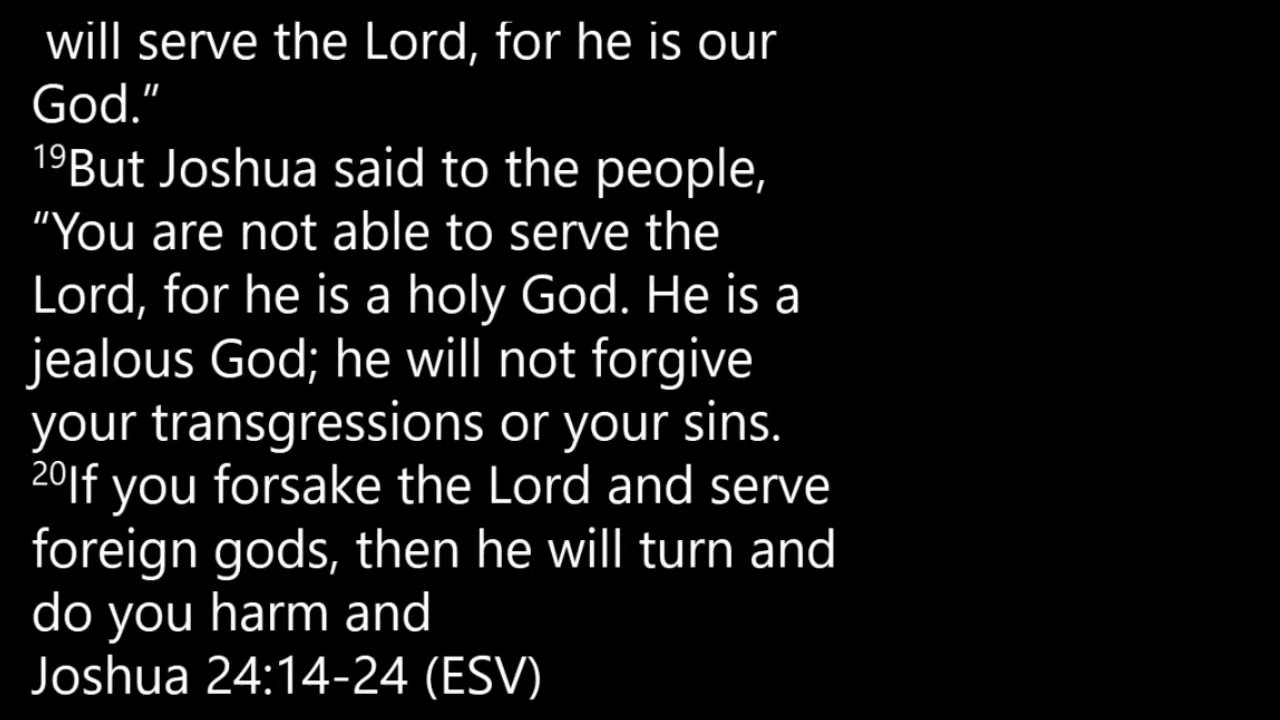 will serve the Lord, for he is our
God.”
¹⁹But Joshua said to the people,
“You are not able to serve the
Lord, for he is a holy God. He is a
jealous God; he will not forgive
your transgressions or your sins.
²⁰If you forsake the Lord and serve
foreign gods, then he will turn and
do you harm and
Joshua 24:14-24 (ESV)